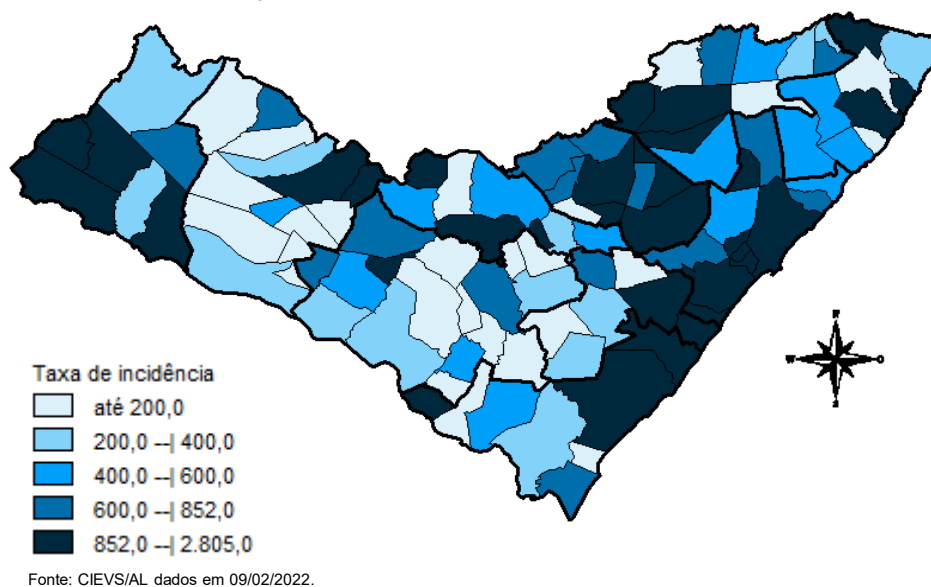 W
O
Taxa de incidência
até 200,0
200,0 --| 400,0
400,0 --| 600,0
600,0 --| 852,0
852,0 --| 2.805,0
Fonte: CIEVS/AL dados em 09/02/2022.